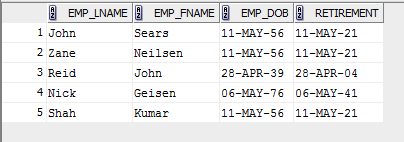 EMP_LNAME EMP_FNAME EMP_DOB RETIREMENT
1 John Sears 11-MAY-56 11-MAY-21
2 Zane Neilsen 11-MAY-56 11-MAY-21
3 Reid John 28-APR-39 28-APR-04
4 Nick Geisen 06-MAY-76 06-MAY-41
5 Shah Kumar 11-MAY-56 11-MAY-21